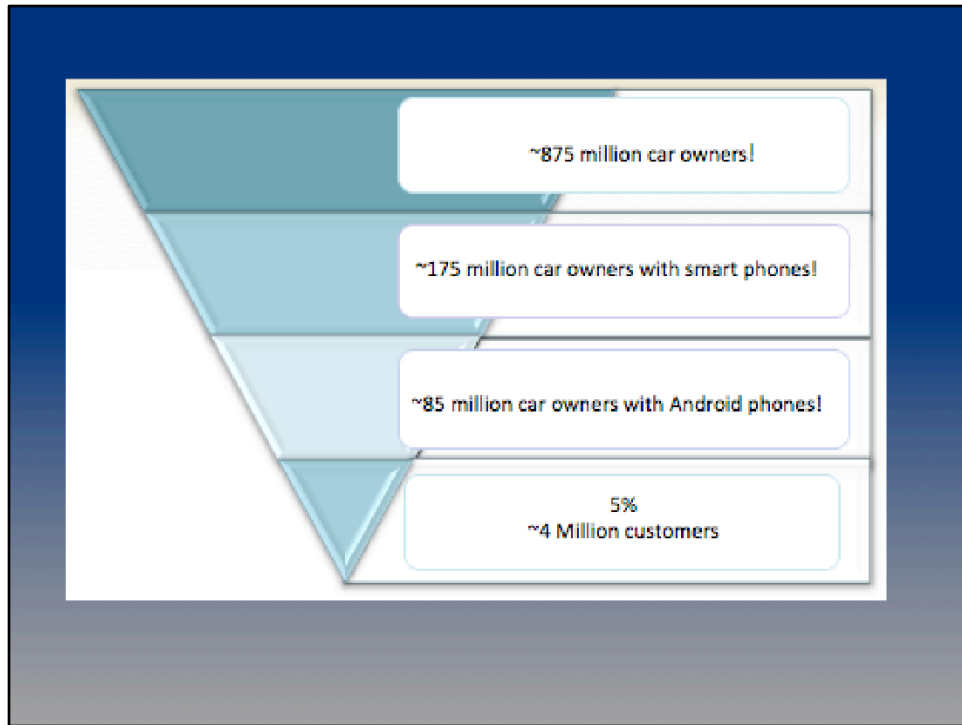 ~875 million car owners!
~175 million car owners with smart phones!
~85 million car owners with Android phones!
5%
~4 Million customers